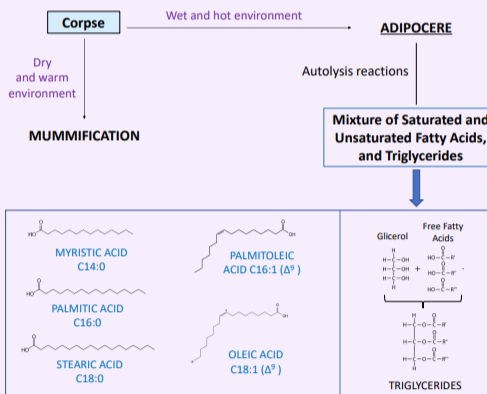 Corpse
Wet and hot environment
ADIPOCERE
Dry
and warm
environment
Autolysis reactions
MUMMIFICATION
Mixture of Saturated and
Unsaturated Fatty Acids,
and Triglycerides
MYRISTIC ACID
C14:0
PALMITIC ACID
C16:0
STEARIC ACID
C18:0
PALMITOLEIC
ACID C16:1 (Δ⁹ )
OLEIC ACID
C18:1 (Δ⁹ )
Glicerol
Free Fatty
Acids
TRIGLYCERIDES